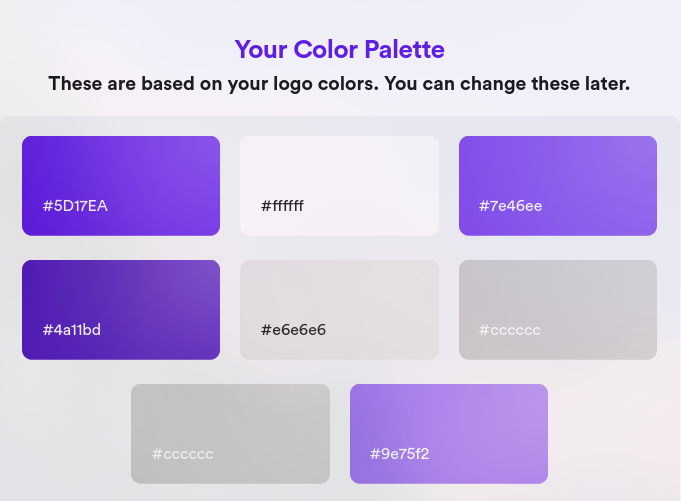 Your Color Palette
These are based on your logo colors. You can change these later.
#5D17EA
#ffffff
#7e46ee
#4a11bd
#e6e6e6
#cccccc
#cccccc
#9e75f2